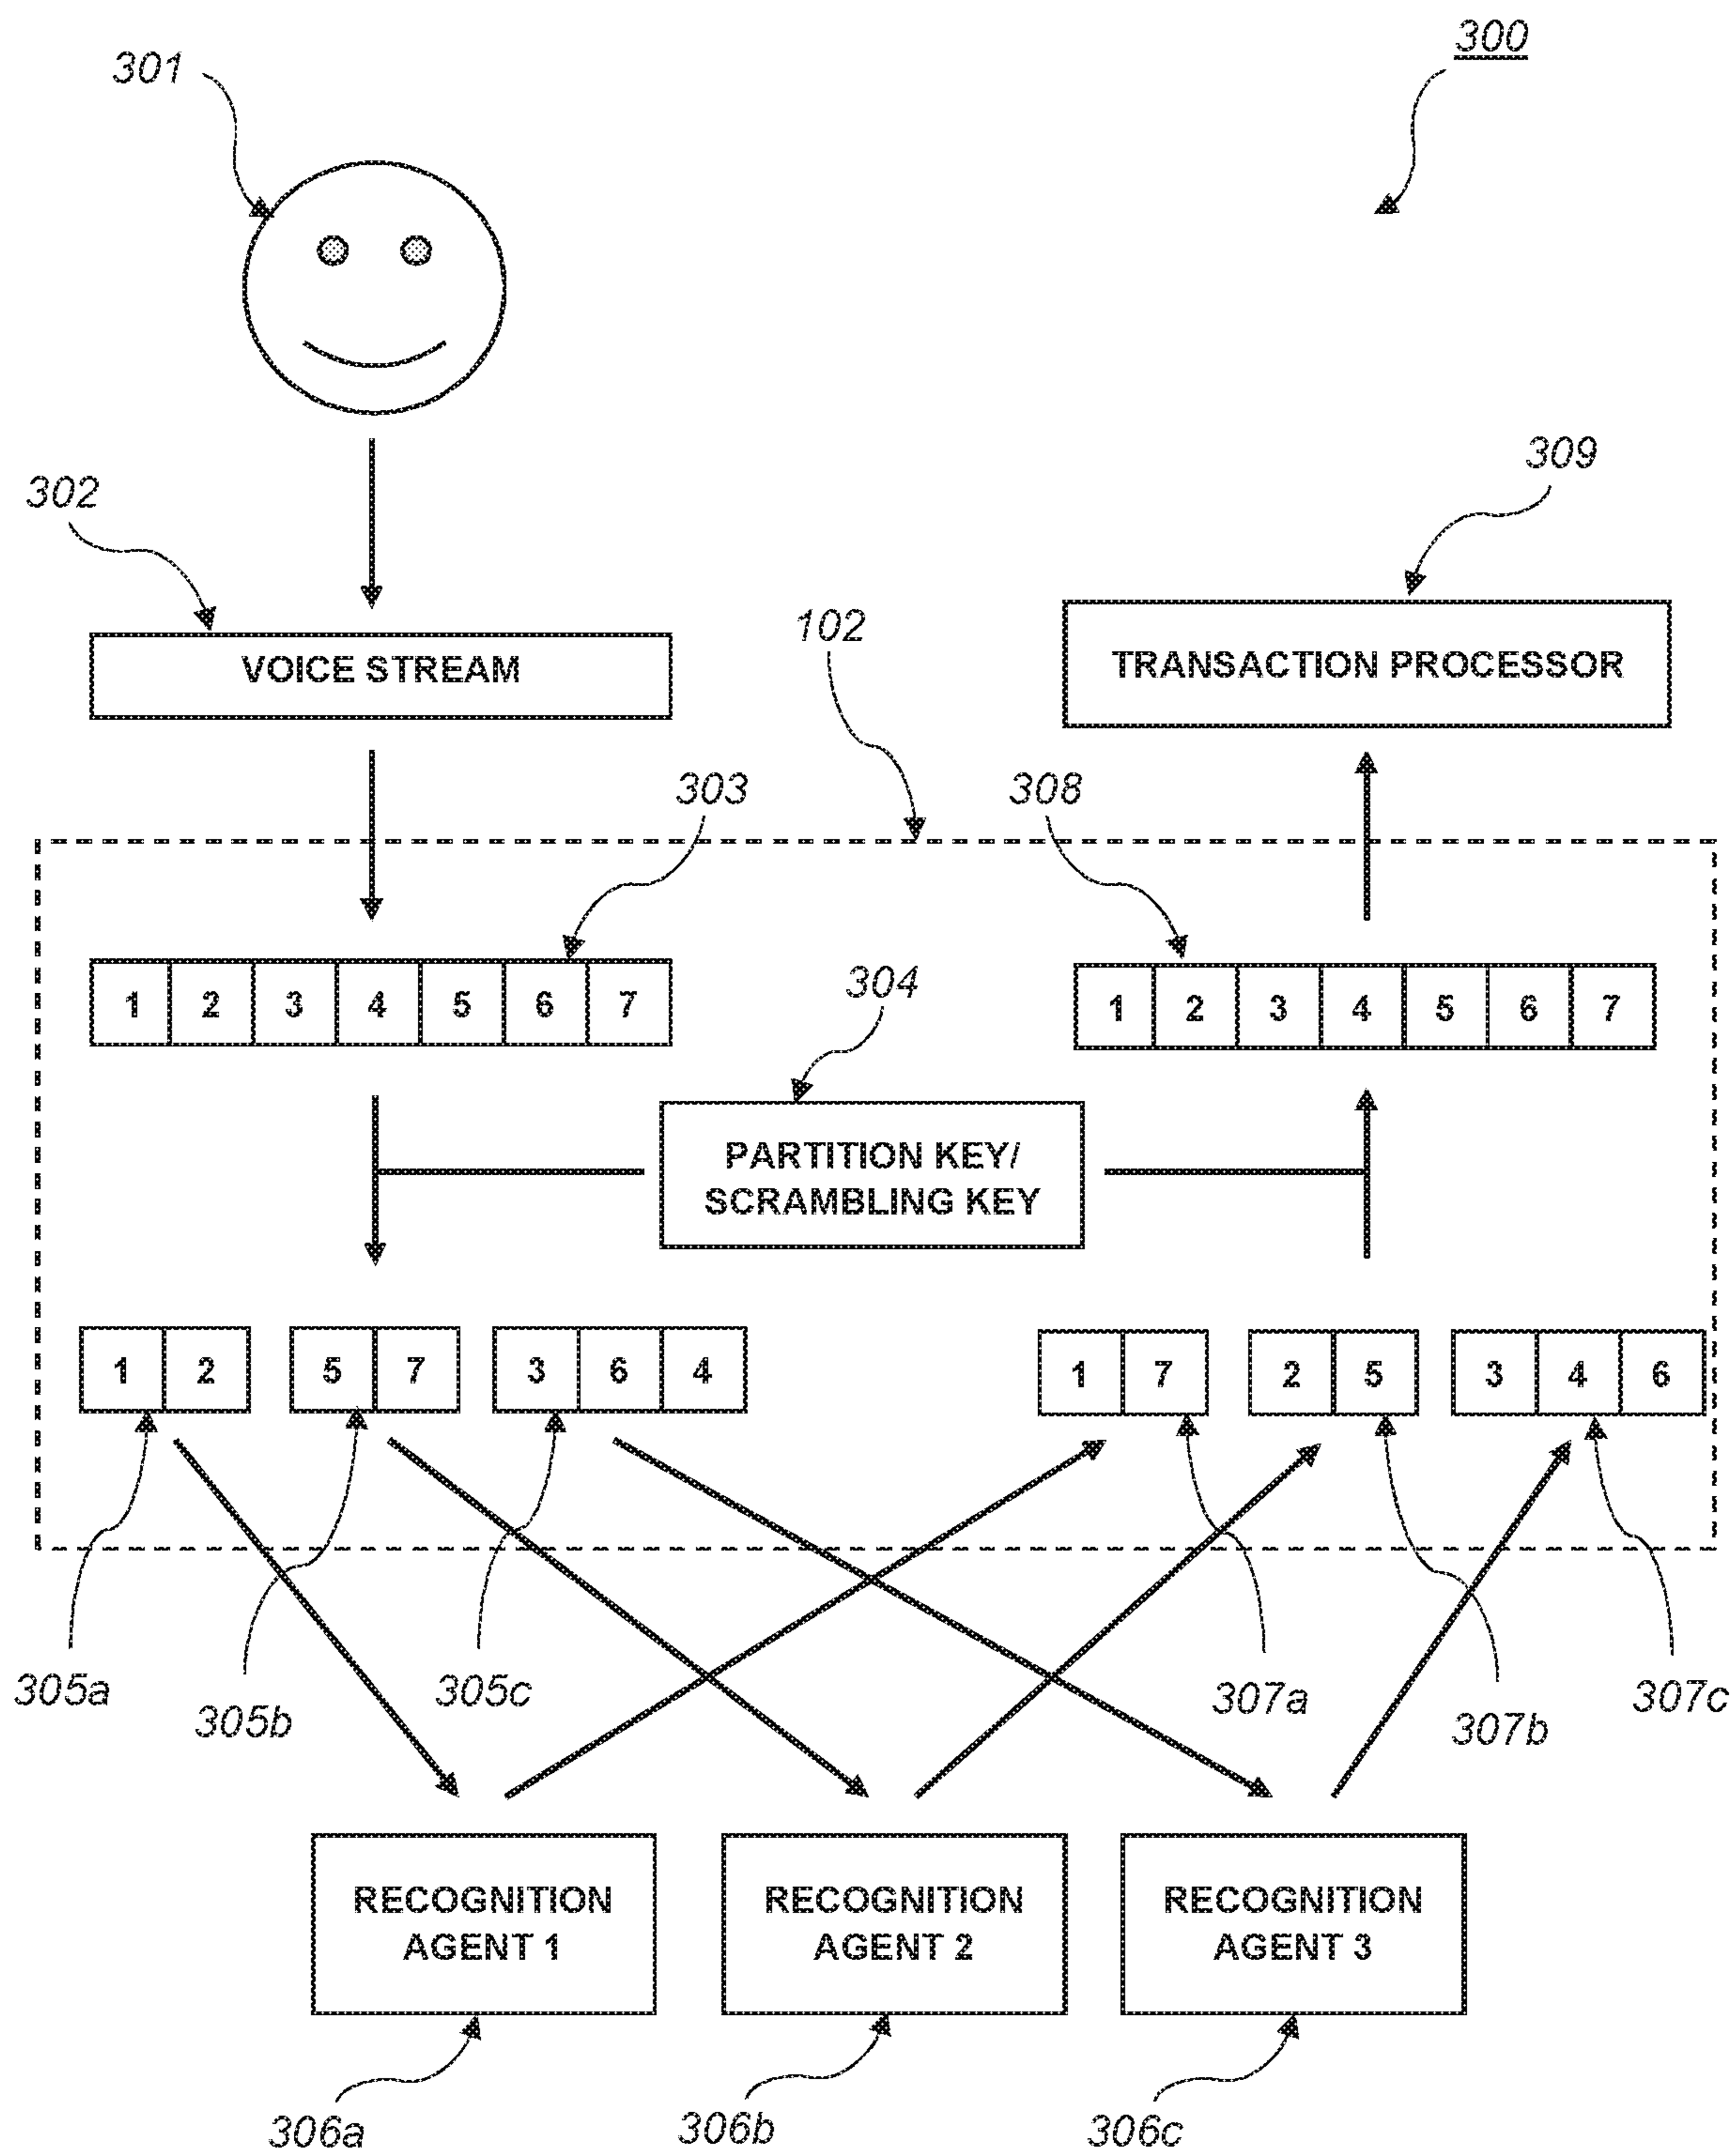 300
301
309
302
102
VOICE STREAM
TRANSACTION PROCESSOR
303
308
304
1 2 3 4 5 6 7
1 2 3 4 5 6 7
PARTITION KEY/
SCRAMBLING KEY
1 2
5 7
3 6 4
1 7
2 5
3 4 6
305a
305b
305c
307a
307b
307c
RECOGNITION
AGENT 1
RECOGNITION
AGENT 2
RECOGNITION
AGENT 3
306a
306b
306c